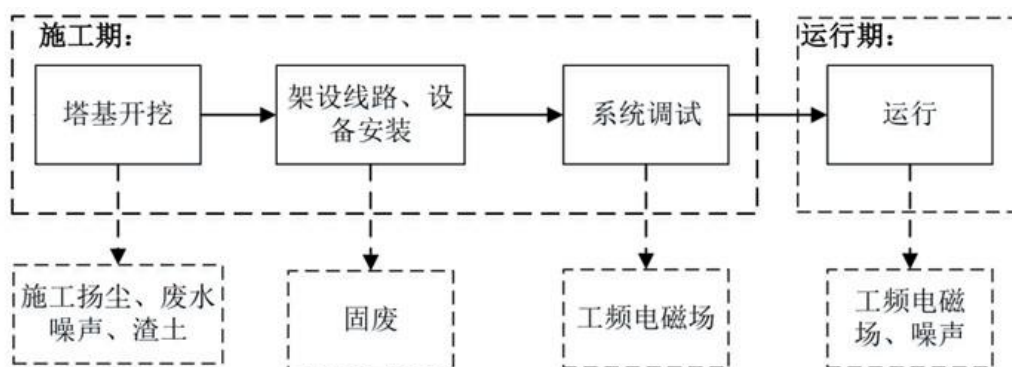 施工期：
运行期：
塔基开挖
架设线路、设
备安装
系统调试
运行
施工扬尘、废水
噪声、渣土
固废
工频电磁场
工频电磁
场、噪声